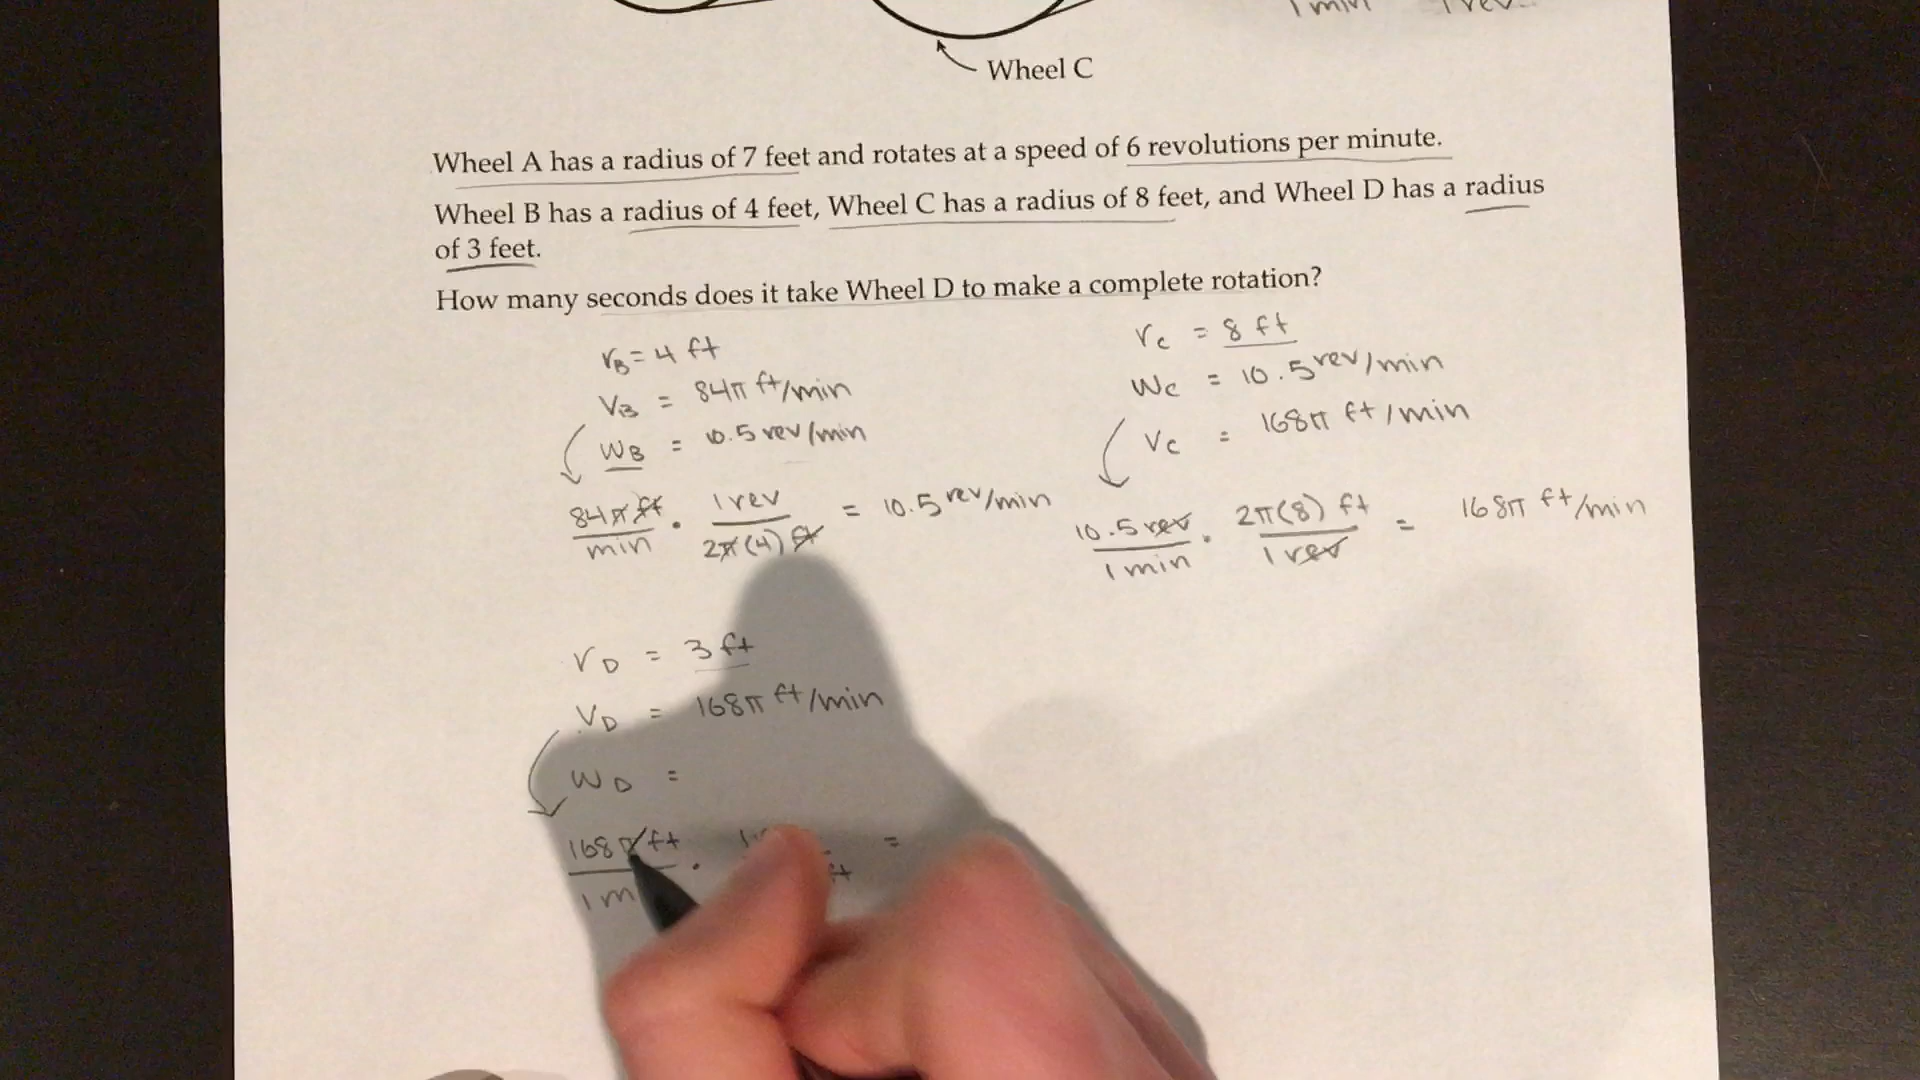 1 min 1 rev
Wheel C
Wheel A has a radius of 7 feet and rotates at a speed of 6 revolutions per minute.
Wheel B has a radius of 4 feet, Wheel C has a radius of 8 feet, and Wheel D has a radius
of 3 feet.
How many seconds does it take Wheel D to make a complete rotation?
r_B = 4 ft
V_B = 84π ft/min
w_B = 10.5 rev/min
84π ft/min · 1 rev/2π(4) ft = 10.5 rev/min
r_C = 8 ft
w_C = 10.5 rev/min
V_C = 168π ft/min
10.5 rev/1 min · 2π(8) ft/1 rev = 168π ft/min
r_D = 3 ft
V_D = 168π ft/min
w_D =
168π ft/1 m · ft =